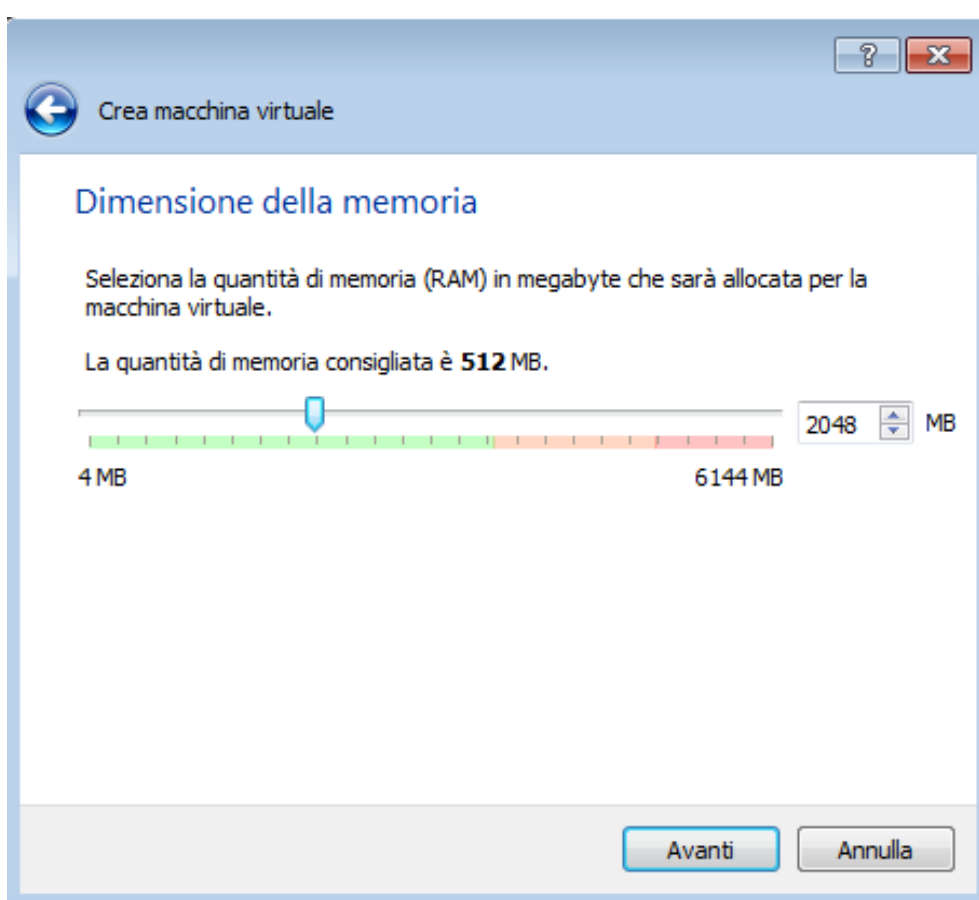 ?
Crea macchina virtuale
Dimensione della memoria
Seleziona la quantità di memoria (RAM) in megabyte che sarà allocata per la
macchina virtuale.
La quantità di memoria consigliata è 512 MB.
2048 MB
4 MB 6144 MB
Avanti Annulla